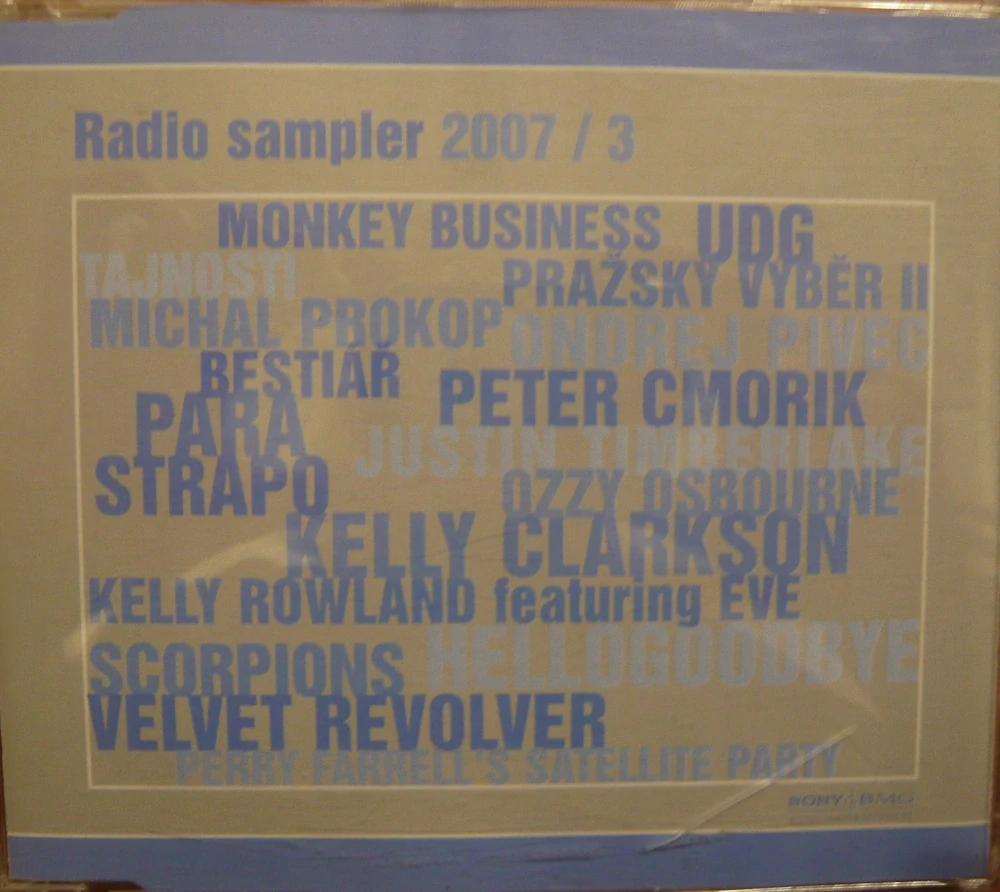 Radio sampler 2007 / 3
MONKEY BUSINESS UDG
TAJNOSTI
PRAŽSKÝ VÝBĚR II
MICHAL PROKOP
ONDREJ PIVEC
BESTIÁŘ
PETER CMORIK
PARA
JUSTIN TIMBERLAKE
STRAPO
OZZY OSBOURNE
KELLY CLARKSON
KELLY ROWLAND featuring EVE
SCORPIONS HELLOGOODBYE
VELVET REVOLVER
PERRY FARRELL'S SATELLITE PARTY
SONY BMG